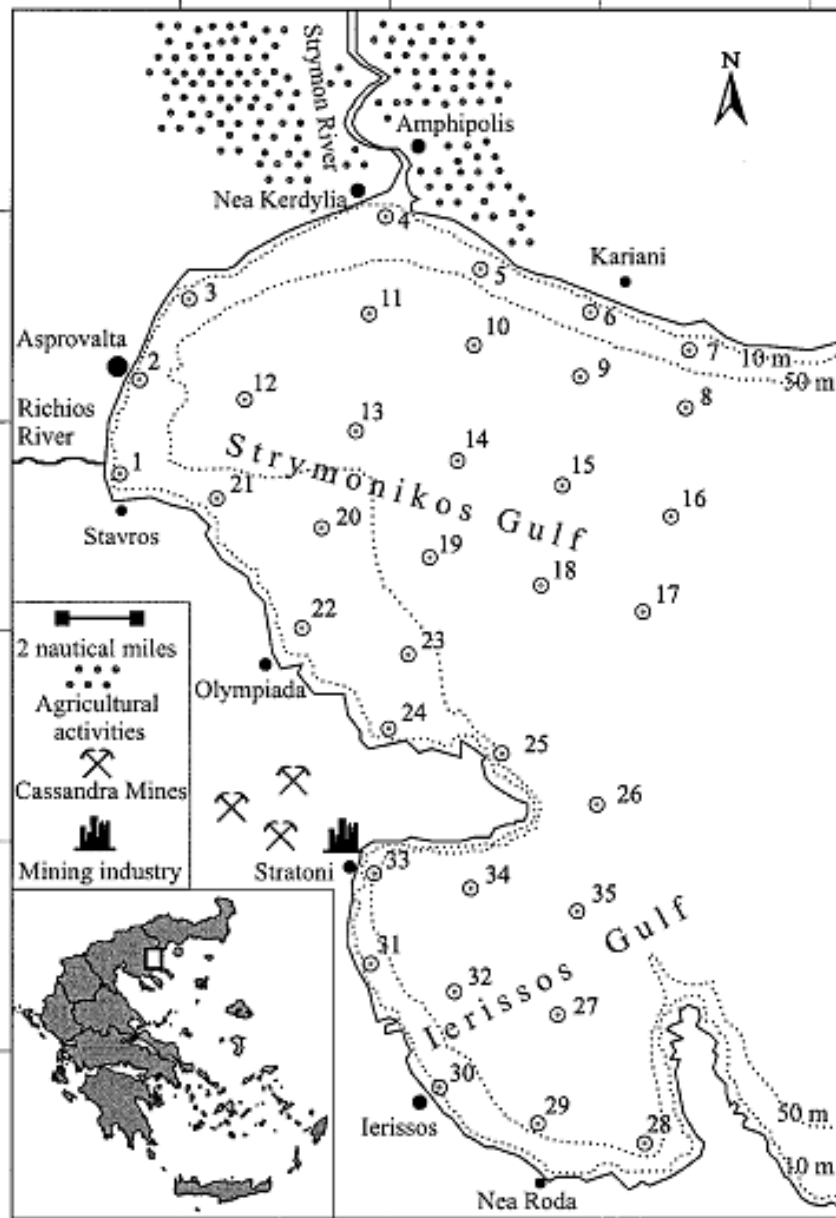 Strymon River
N
Amphipolis
Nea Kerdylia
4
Kariani
5
3
6
11
10
7
10 m
50 m
Asprovalta
2
9
8
12
Richios
River
13
14
15
1
Strymonikos Gulf
21
16
Stavros
20
19
18
17
22
2 nautical miles
23
Olympiada
Agricultural
activities
24
25
Cassandra Mines
26
Mining industry
Stratoni
33
34
35
Ierissos Gulf
31
32
27
30
Ierissos
29
28
50 m
10 m
Nea Roda